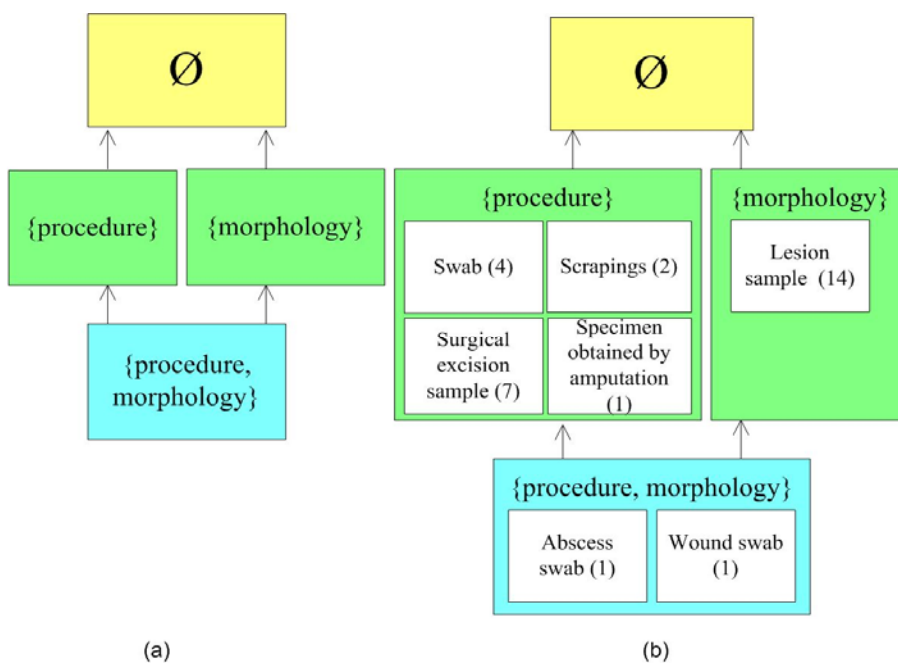 Ø
{procedure}
{morphology}
{procedure,
morphology}
(a)
Ø
{procedure}
Swab (4)
Scrapings (2)
Surgical
excision
sample (7)
Specimen
obtained by
amputation
(1)
{morphology}
Lesion
sample (14)
{procedure, morphology}
Abscess
swab (1)
Wound swab
(1)
(b)